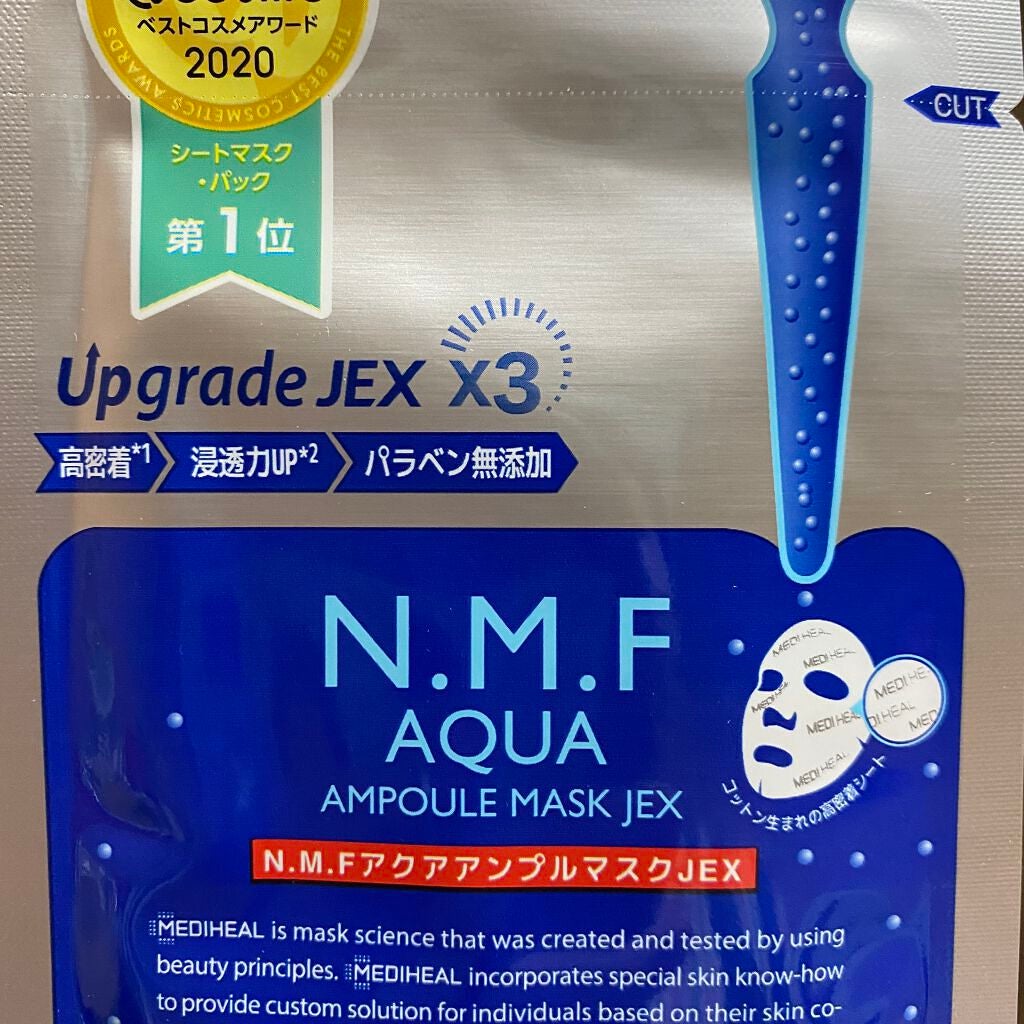 ベストコスメアワード
2020
THE BEST COSMETICS AWARDS
シートマスク
・パック
第1位
CUT
Upgrade JEX x3
高密着*1 浸透力UP*2 パラベン無添加
N.M.F
AQUA
AMPOULE MASK JEX
MEDIHEAL
MEDIHEAL
MEDIHEAL
MEDIHEAL
コットン生まれの高密着シート
N.M.FアクアアンプルマスクJEX
MEDIHEAL is mask science that was created and tested by using
beauty principles. MEDIHEAL incorporates special skin know-how
to provide custom solution for individuals based on their skin co-